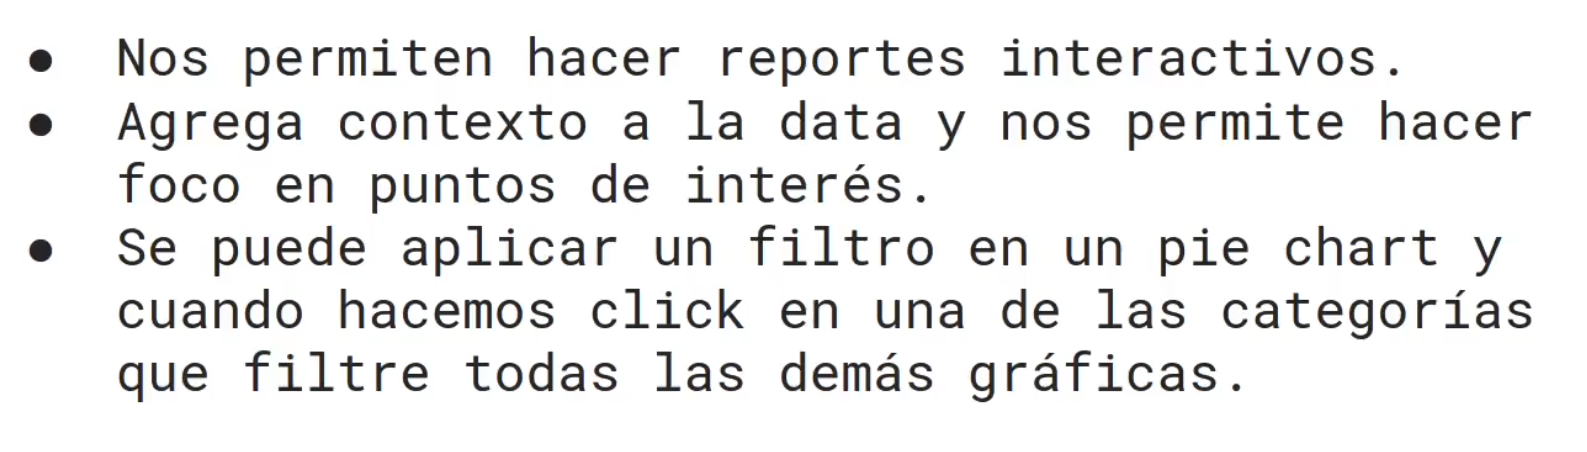 ● Nos permiten hacer reportes interactivos.
● Agrega contexto a la data y nos permite hacer
foco en puntos de interés.
● Se puede aplicar un filtro en un pie chart y
cuando hacemos click en una de las categorías
que filtre todas las demás gráficas.